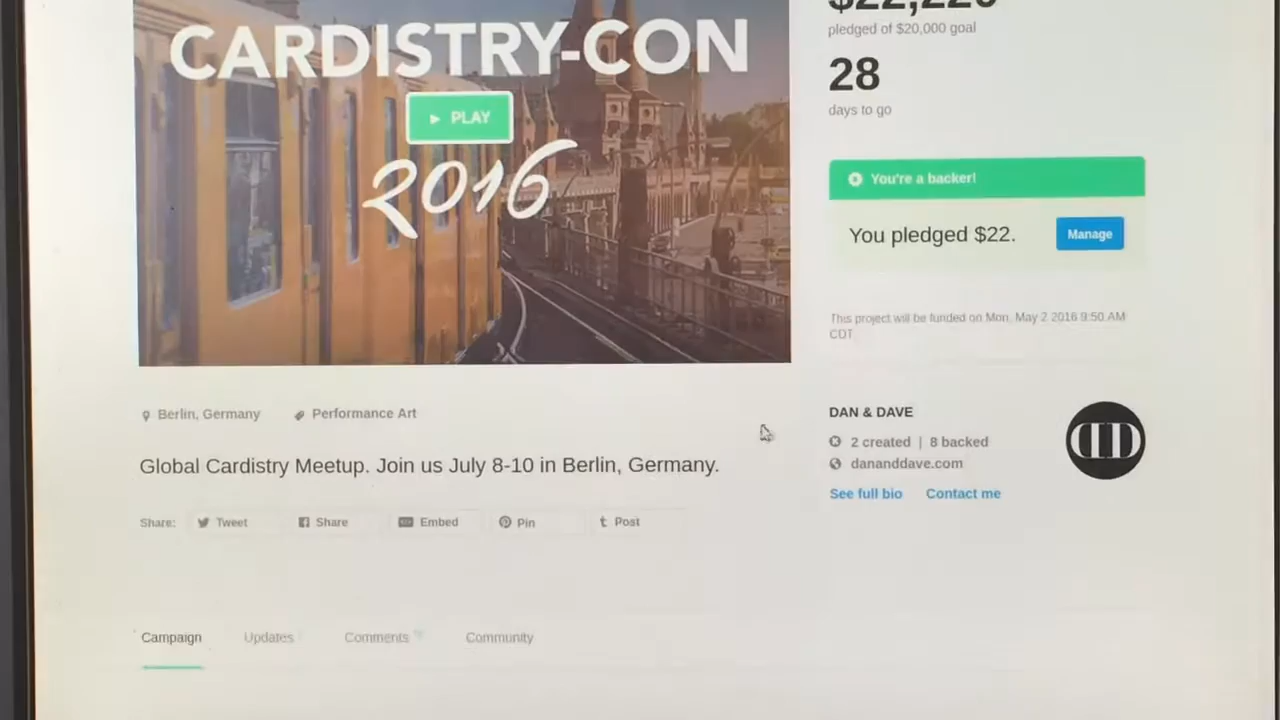 CARDISTRY-CON
PLAY
2016
pledged of $20,000 goal
28
days to go
You're a backer!
You pledged $22.
Manage
This project will be funded on Mon, May 2 2016 9:50 AM
CDT.
Berlin, Germany
Performance Art
Global Cardistry Meetup. Join us July 8-10 in Berlin, Germany.
DAN & DAVE
2 created | 8 backed
dananddave.com
See full bio
Contact me
Share:
Tweet
Share
Embed
Pin
Post
Campaign
Updates
Comments
Community